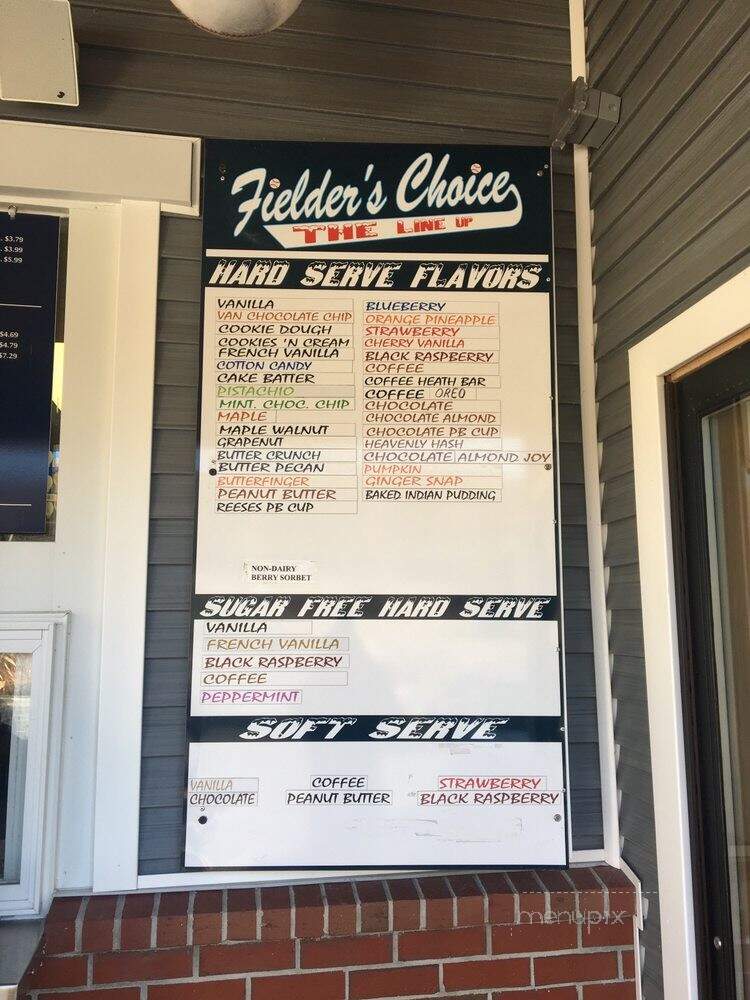 Fielder's Choice
THE LINE UP
HARD SERVE FLAVORS
VANILLA
VAN CHOCOLATE CHIP
COOKIE DOUGH
COOKIES 'N CREAM
FRENCH VANILLA
COTTON CANDY
CAKE BATTER
PISTACHIO
MINT. CHOC. CHIP
MAPLE
MAPLE WALNUT
GRAPENUT
BUTTER CRUNCH
BUTTER PECAN
BUTTERFINGER
PEANUT BUTTER
REESES PB CUP
BLUEBERRY
ORANGE PINEAPPLE
STRAWBERRY
CHERRY VANILLA
BLACK RASPBERRY
COFFEE
COFFEE HEATH BAR
COFFEE OREO
CHOCOLATE
CHOCOLATE ALMOND
CHOCOLATE PB CUP
HEAVENLY HASH
CHOCOLATE ALMOND JOY
PUMPKIN
GINGER SNAP
BAKED INDIAN PUDDING
NON-DAIRY
BERRY SORBET
SUGAR FREE HARD SERVE
VANILLA
FRENCH VANILLA
BLACK RASPBERRY
COFFEE
PEPPERMINT
SOFT SERVE
VANILLA
CHOCOLATE
COFFEE
PEANUT BUTTER
STRAWBERRY
BLACK RASPBERRY
. $3.79
. $3.99
. $5.99
$4.69
$4.79
$7.29
menupix